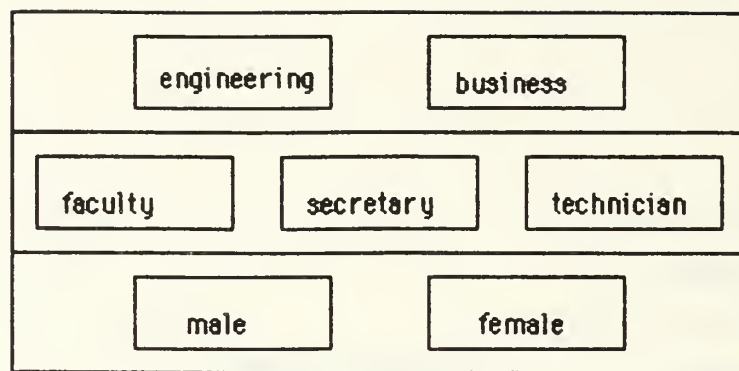 engineering business
faculty secretary technician
male female